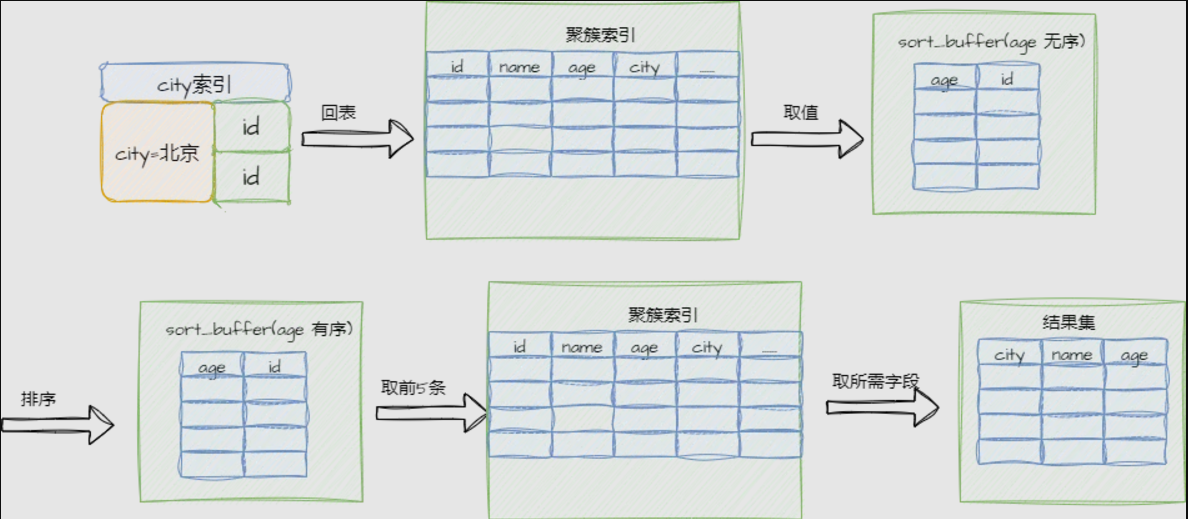 city索引
city=北京
id
id
回表
聚簇索引
id name age city ......
取值
sort_buffer(age 无序)
age id
排序
sort_buffer(age 有序)
age id
取前5条
聚簇索引
id name age city ......
取所需字段
结果集
city name age